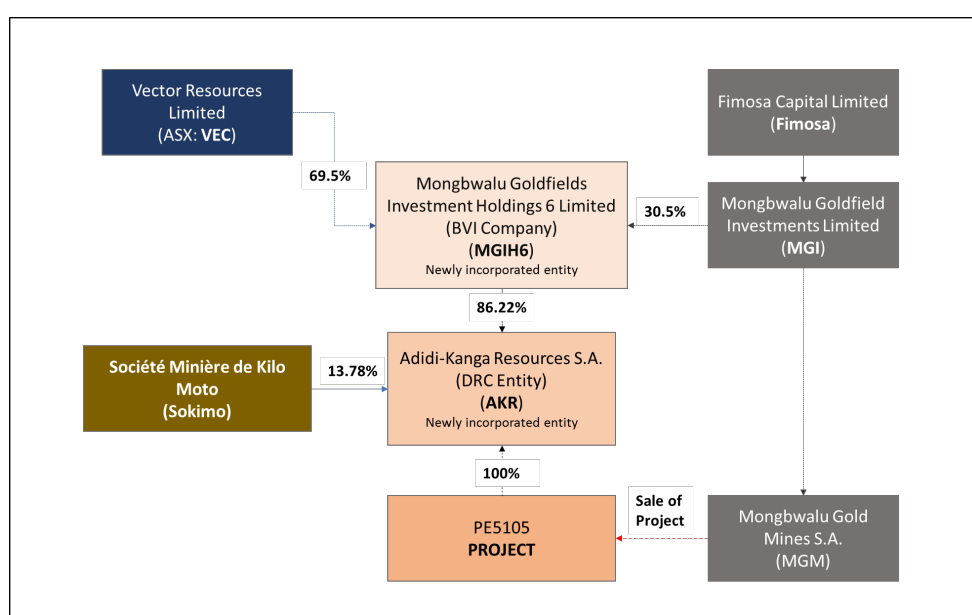 Vector Resources
Limited
(ASX: VEC)
Fimosa Capital Limited
(Fimosa)
69.5%
Mongbwalu Goldfields
Investment Holdings 6 Limited
(BVI Company)
(MGIH6)
Newly incorporated entity
30.5%
Mongbwalu Goldfield
Investments Limited
(MGI)
86.22%
Société Minière de Kilo
Moto
(Sokimo)
13.78%
Adidi-Kanga Resources S.A.
(DRC Entity)
(AKR)
Newly incorporated entity
100%
PE5105
PROJECT
Sale of
Project
Mongbwalu Gold
Mines S.A.
(MGM)